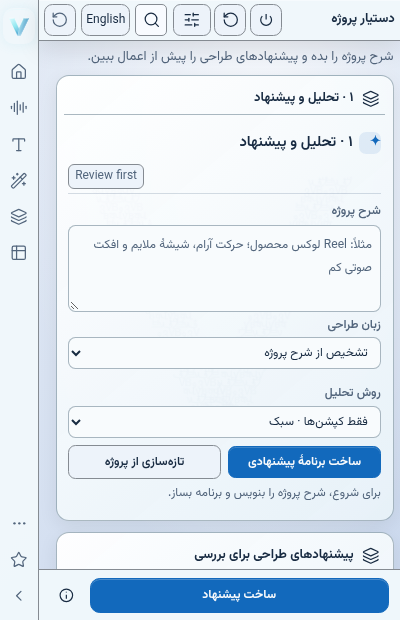 دستیار پروژه
English
شرح پروژه را بده و پیشنهادهای طراحی را پیش از اعمال ببین.
۰۱ · تحلیل و پیشنهاد
۰۱ · تحلیل و پیشنهاد
Review first
شرح پروژه
مثلاً: Reel لوکس محصول؛ حرکت آرام، شیشهٔ ملایم و افکت
صوتی کم
زبان طراحی
تشخیص از شرح پروژه
روش تحلیل
فقط کپشن‌ها · سبک
ساخت برنامهٔ پیشنهادی
تازه‌سازی از پروژه
برای شروع، شرح پروژه را بنویس و برنامه بساز.
پیشنهادهای طراحی برای بررسی
ساخت پیشنهاد